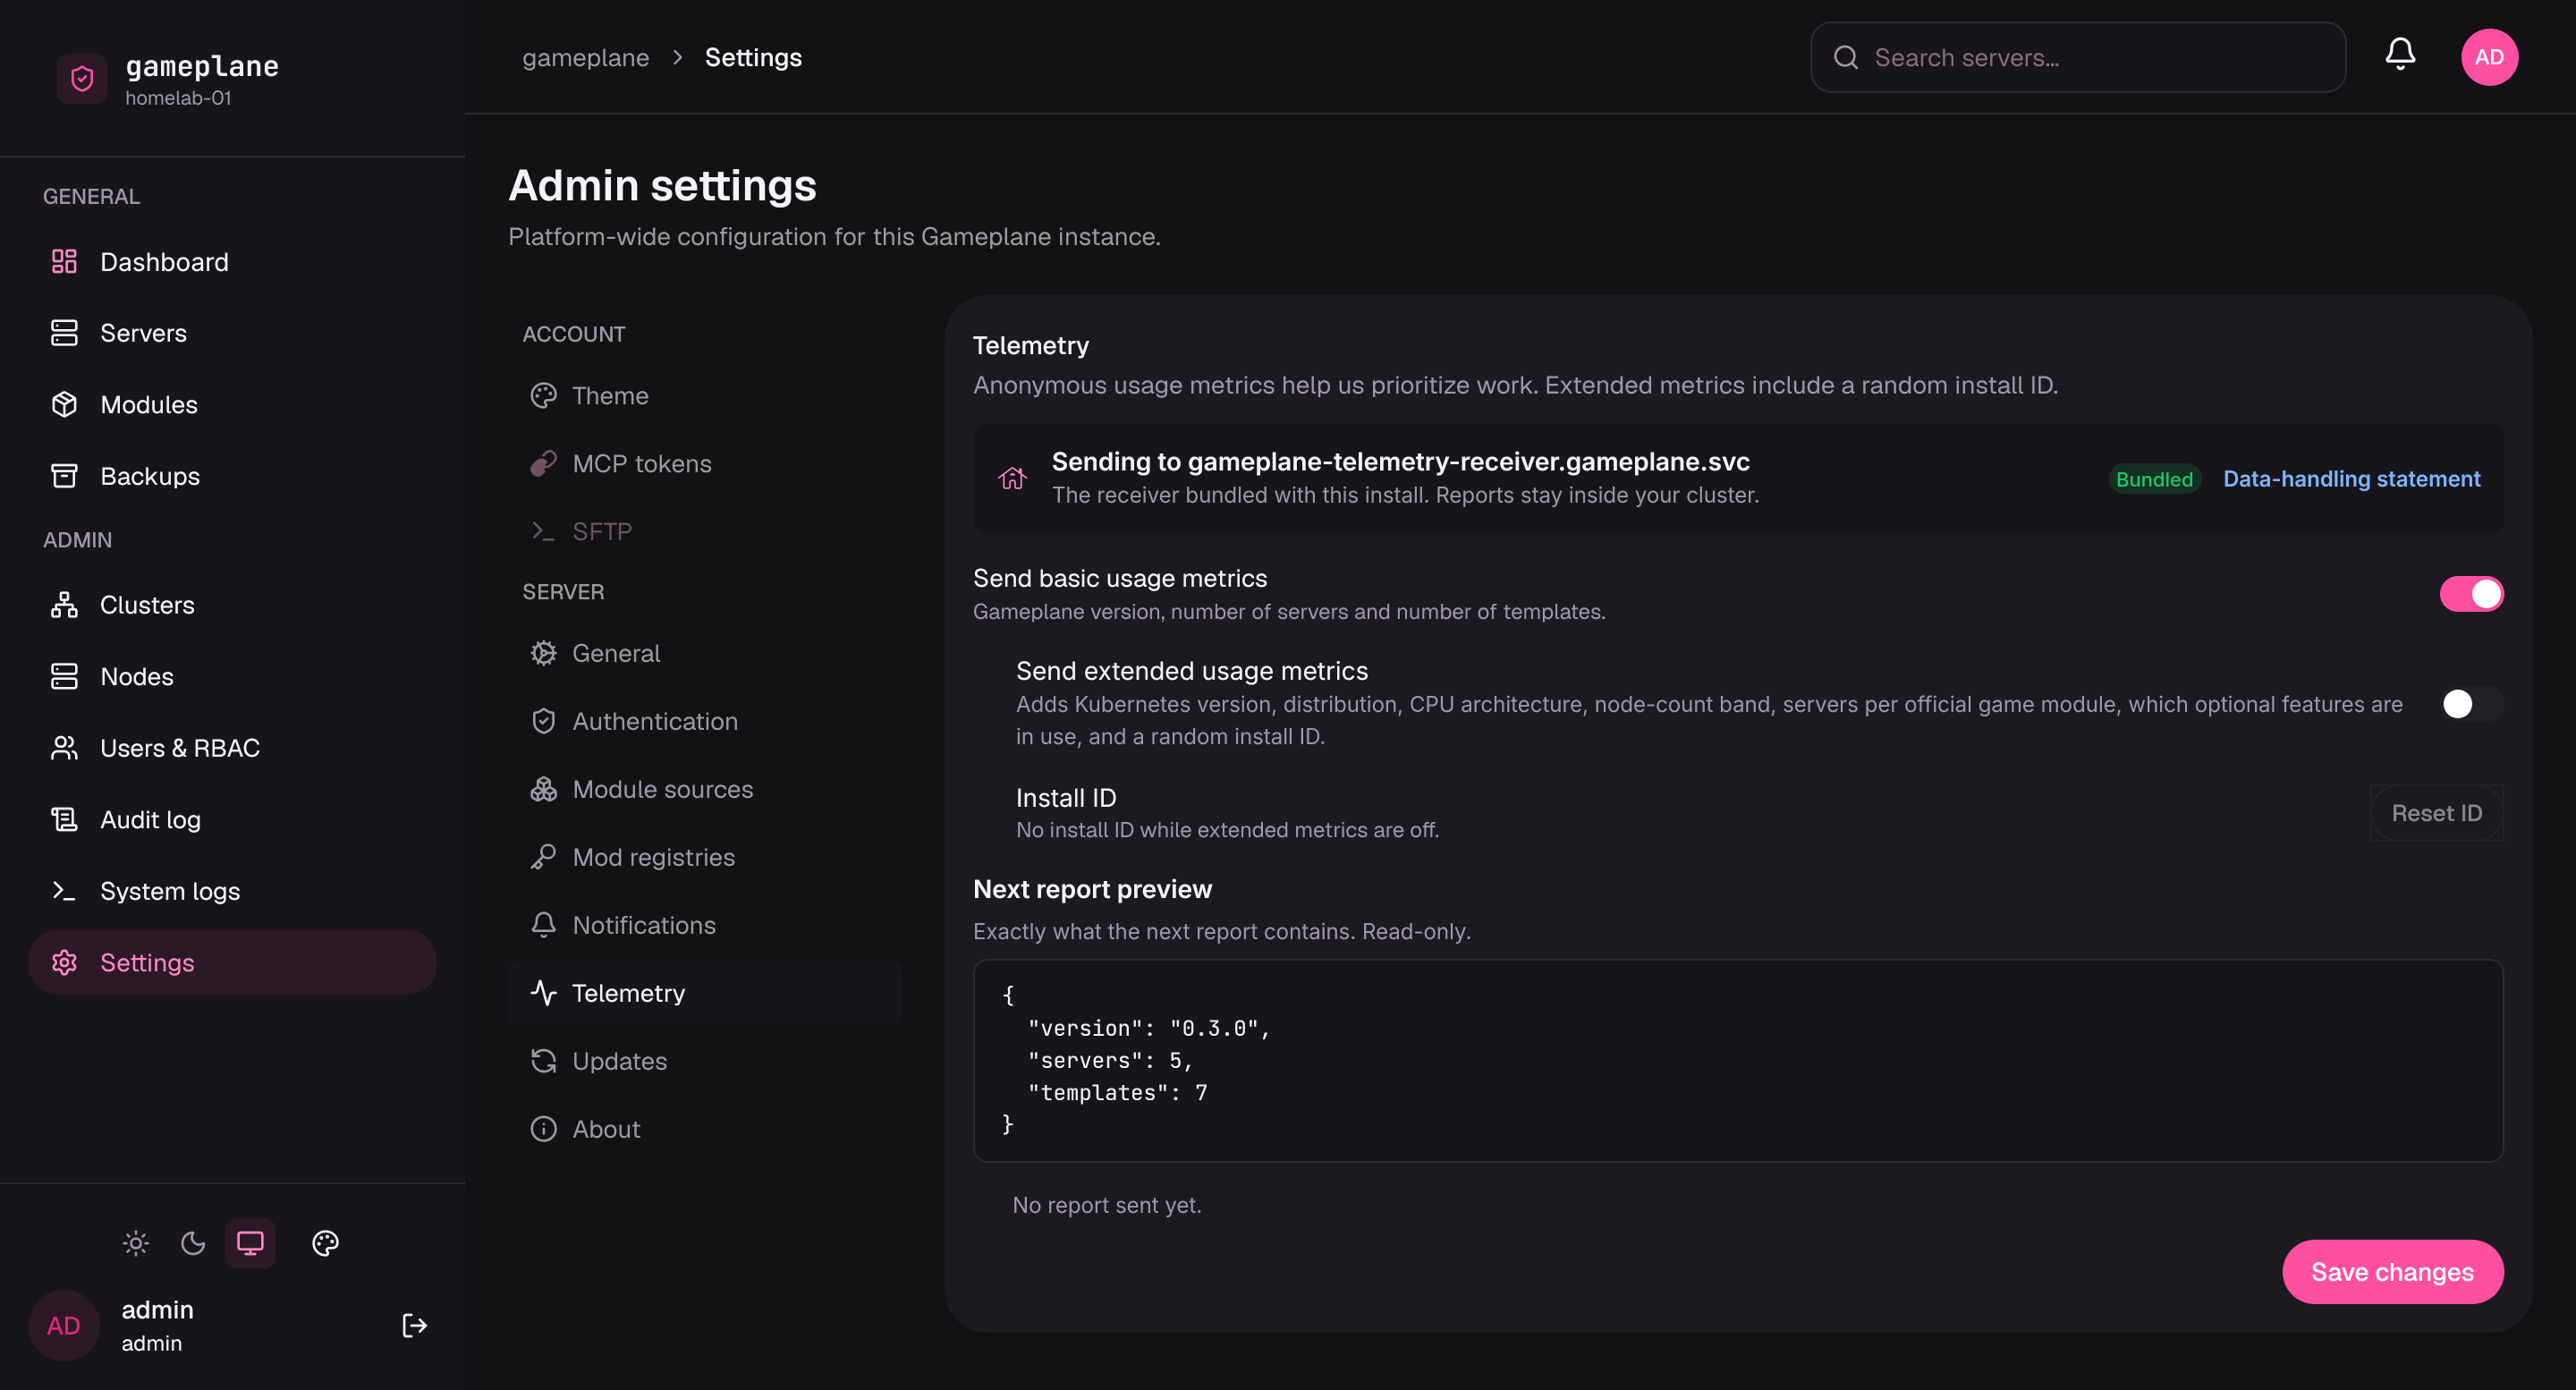 gameplane
homelab-01
GENERAL
Dashboard
Servers
Modules
Backups
ADMIN
Clusters
Nodes
Users & RBAC
Audit log
System logs
Settings
AD
admin
admin
gameplane > Settings
Search servers...
AD
Admin settings
Platform-wide configuration for this Gameplane instance.
ACCOUNT
Theme
MCP tokens
SFTP
SERVER
General
Authentication
Module sources
Mod registries
Notifications
Telemetry
Updates
About
Telemetry
Anonymous usage metrics help us prioritize work. Extended metrics include a random install ID.
Sending to gameplane-telemetry-receiver.gameplane.svc
The receiver bundled with this install. Reports stay inside your cluster.
Bundled
Data-handling statement
Send basic usage metrics
Gameplane version, number of servers and number of templates.
Send extended usage metrics
Adds Kubernetes version, distribution, CPU architecture, node-count band, servers per official game module, which optional features are
in use, and a random install ID.
Install ID
No install ID while extended metrics are off.
Reset ID
Next report preview
Exactly what the next report contains. Read-only.
{
"version": "0.3.0",
"servers": 5,
"templates": 7
}
No report sent yet.
Save changes